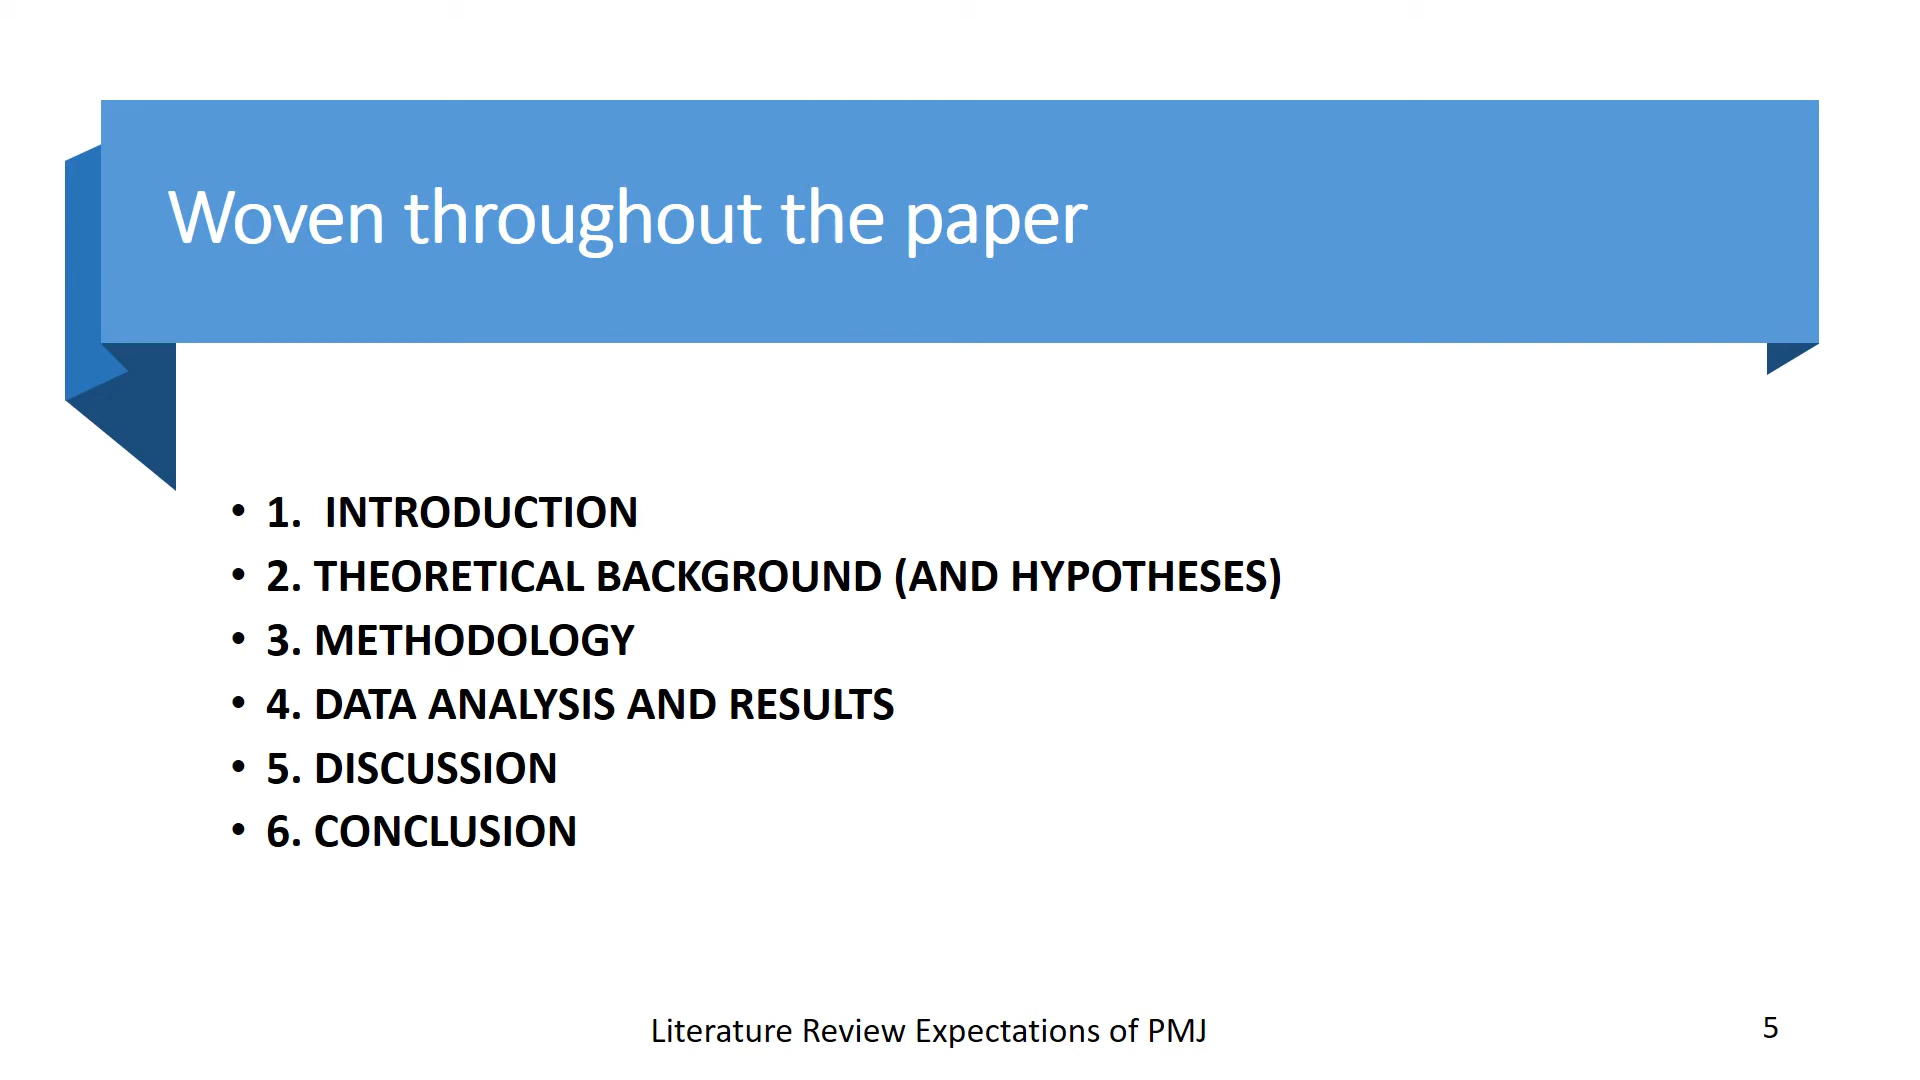 Woven throughout the paper
• 1.  INTRODUCTION
• 2. THEORETICAL BACKGROUND (AND HYPOTHESES)
• 3. METHODOLOGY
• 4. DATA ANALYSIS AND RESULTS
• 5. DISCUSSION
• 6. CONCLUSION
Literature Review Expectations of PMJ
5